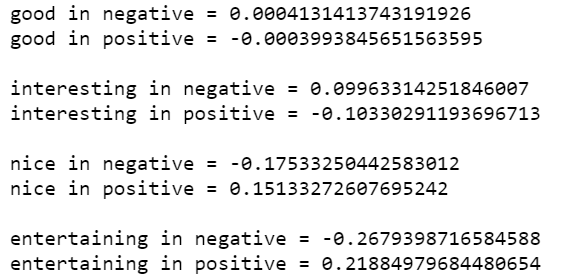 good in negative = 0.0004131413743191926
good in positive = -0.0003993845651563595
interesting in negative = 0.09963314251846007
interesting in positive = -0.10330291193696713
nice in negative = -0.17533250442583012
nice in positive = 0.15133272607695242
entertaining in negative = -0.2679398716584588
entertaining in positive = 0.21884979684480654